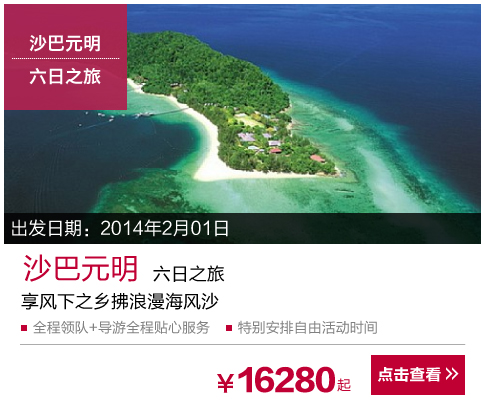 沙巴元明
六日之旅
出发日期：2014年2月01日
沙巴元明 六日之旅
享风下之乡拂浪漫海风沙
全程领队+导游全程贴心服务 特别安排自由活动时间
¥16280起 点击查看 »